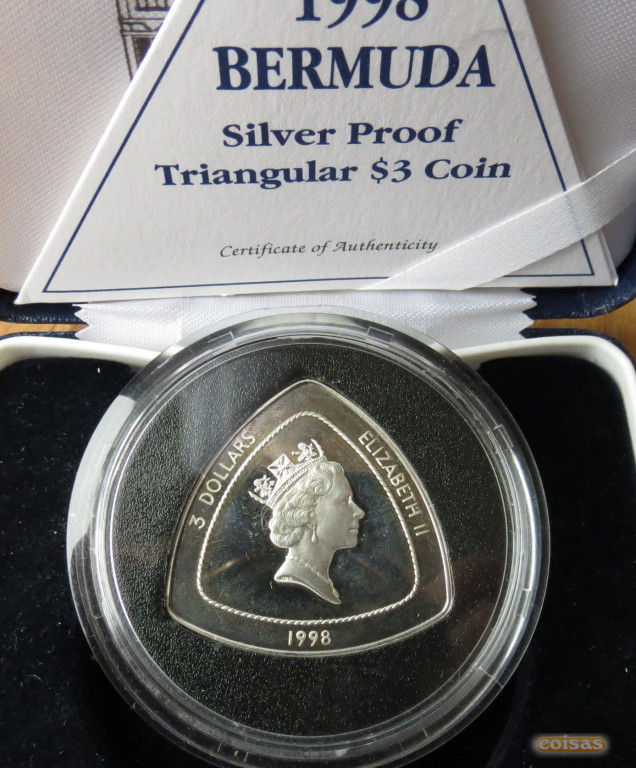 1998
BERMUDA
Silver Proof
Triangular $3 Coin
Certificate of Authenticity
3 DOLLARS
ELIZABETH II
1998
coisas